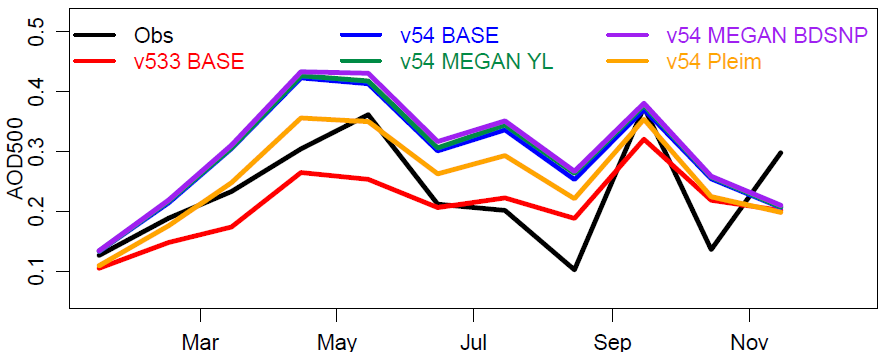 Obs v54 BASE v54 MEGAN BDSNP
v533 BASE v54 MEGAN YL v54 Pleim
AOD500
0.5
0.4
0.3
0.2
0.1
Mar May Jul Sep Nov